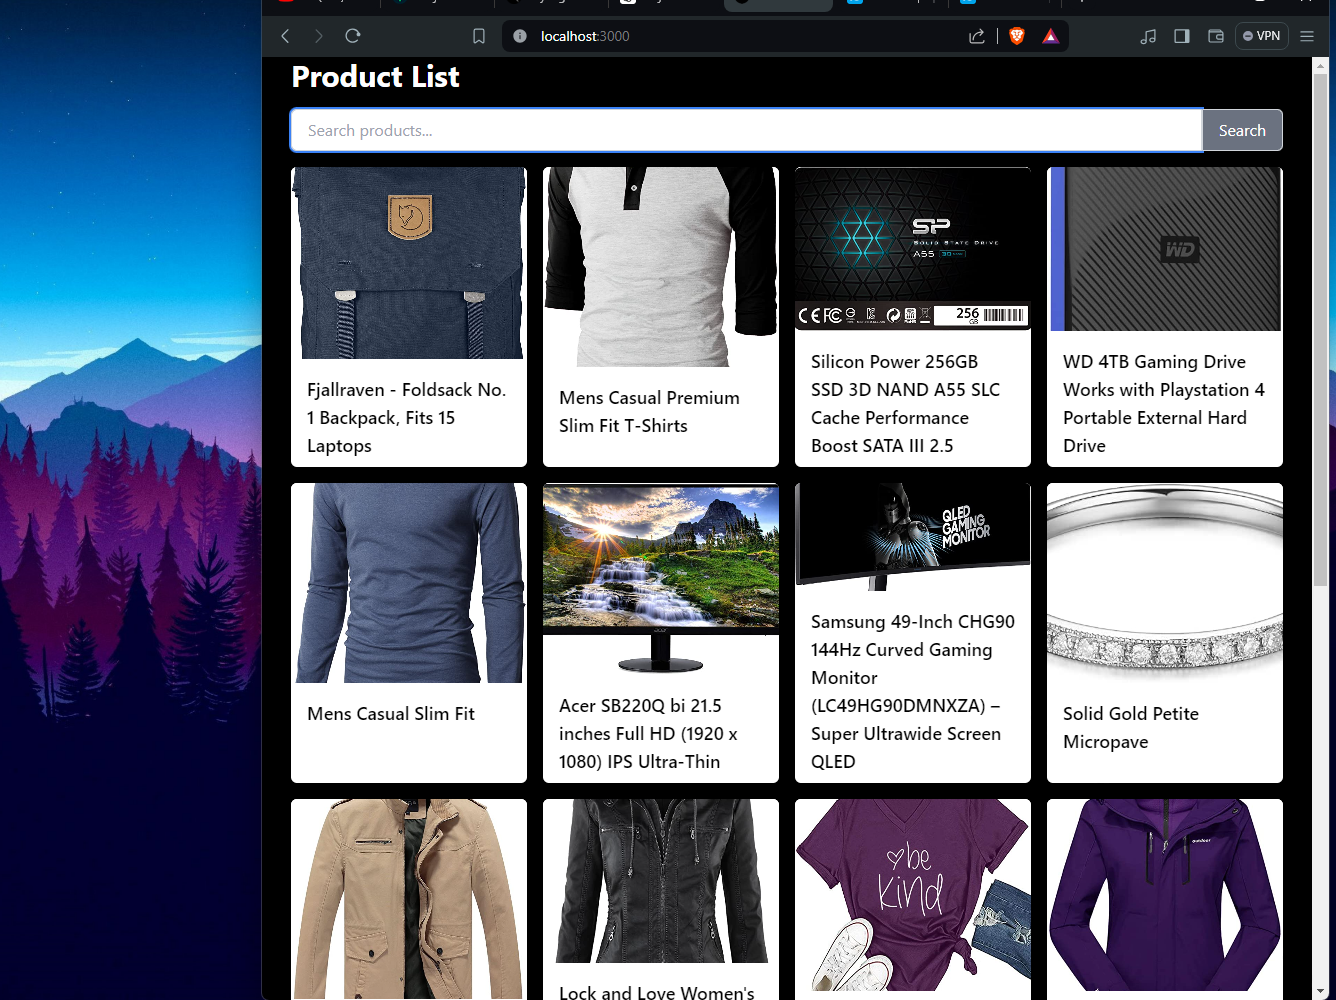 localhost:3000
VPN
Product List
Search products...
Search
SP
SOLID STATE DRIVE
A55
256
GB
WD
Fjallraven - Foldsack No.
1 Backpack, Fits 15
Laptops
Mens Casual Premium
Slim Fit T-Shirts
Silicon Power 256GB
SSD 3D NAND A55 SLC
Cache Performance
Boost SATA III 2.5
WD 4TB Gaming Drive
Works with Playstation 4
Portable External Hard
Drive
QLED
GAMING
MONITOR
acer
Mens Casual Slim Fit
Acer SB220Q bi 21.5
inches Full HD (1920 x
1080) IPS Ultra-Thin
Samsung 49-Inch CHG90
144Hz Curved Gaming
Monitor
(LC49HG90DMNXZA) –
Super Ultrawide Screen
QLED
Solid Gold Petite
Micropave
be
Kind
outdoor
Lock and Love Women's